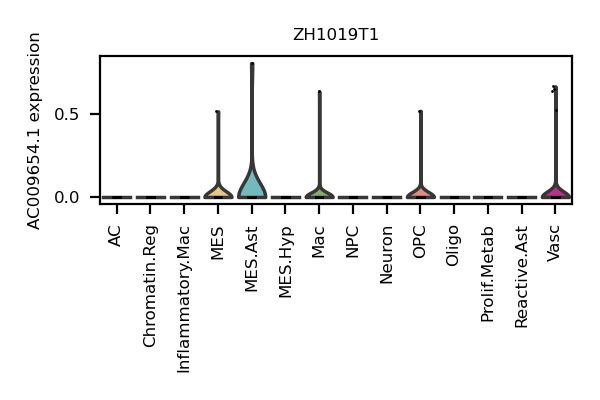 ZH1019T1
AC009654.1 expression
0.5
0.0
AC
Chromatin.Reg
Inflammatory.Mac
MES
MES.Ast
MES.Hyp
Mac
NPC
Neuron
OPC
Oligo
Prolif.Metab
Reactive.Ast
Vasc